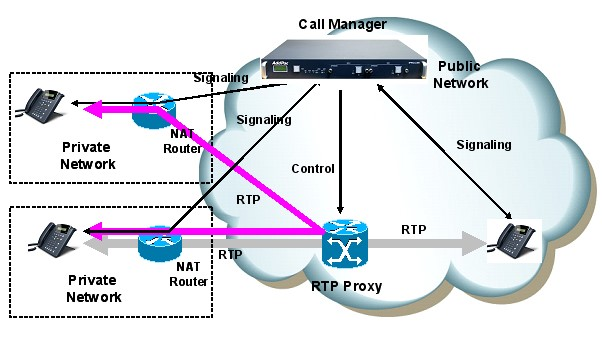 Call Manager
AddPac
Public
Network
Signaling
Signaling
Signaling
NAT
Router
Private
Network
Control
RTP
RTP
RTP
NAT
Router
Private
Network
RTP Proxy